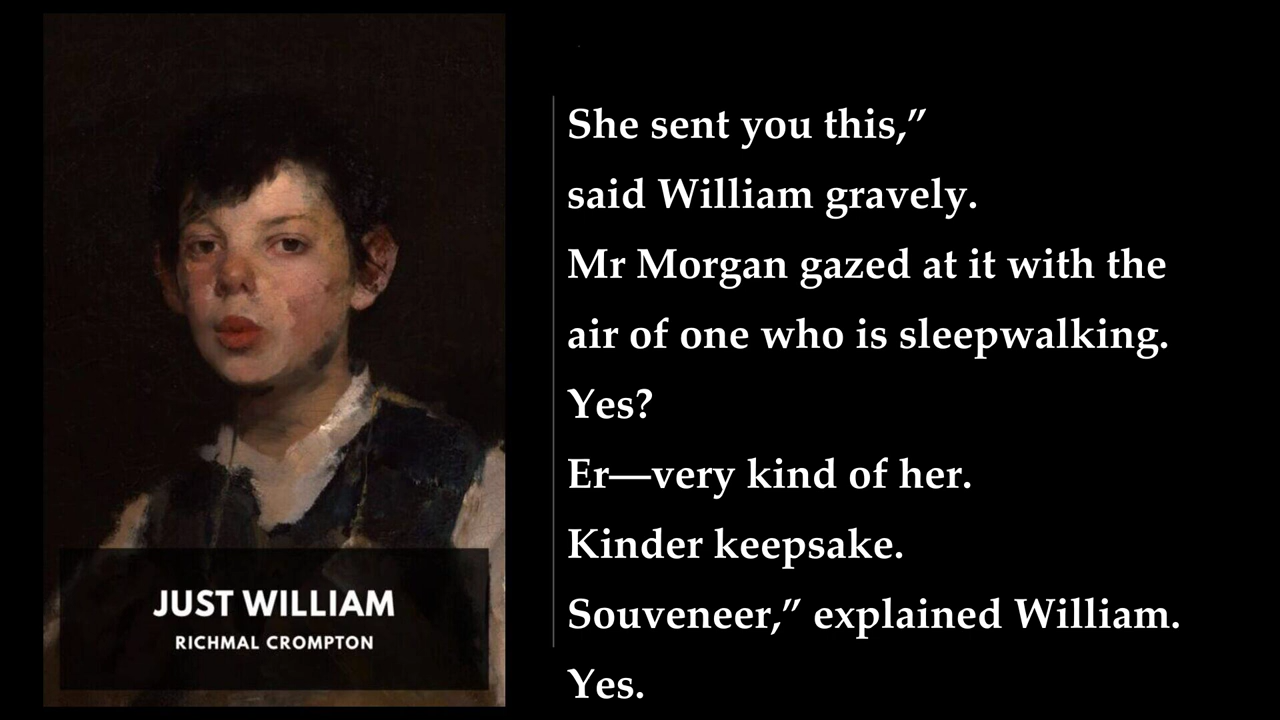 She sent you this,”
said William gravely.
Mr Morgan gazed at it with the
air of one who is sleepwalking.
Yes?
Er—very kind of her.
Kinder keepsake.
Souveneer,” explained William.
Yes.
JUST WILLIAM
RICHMAL CROMPTON